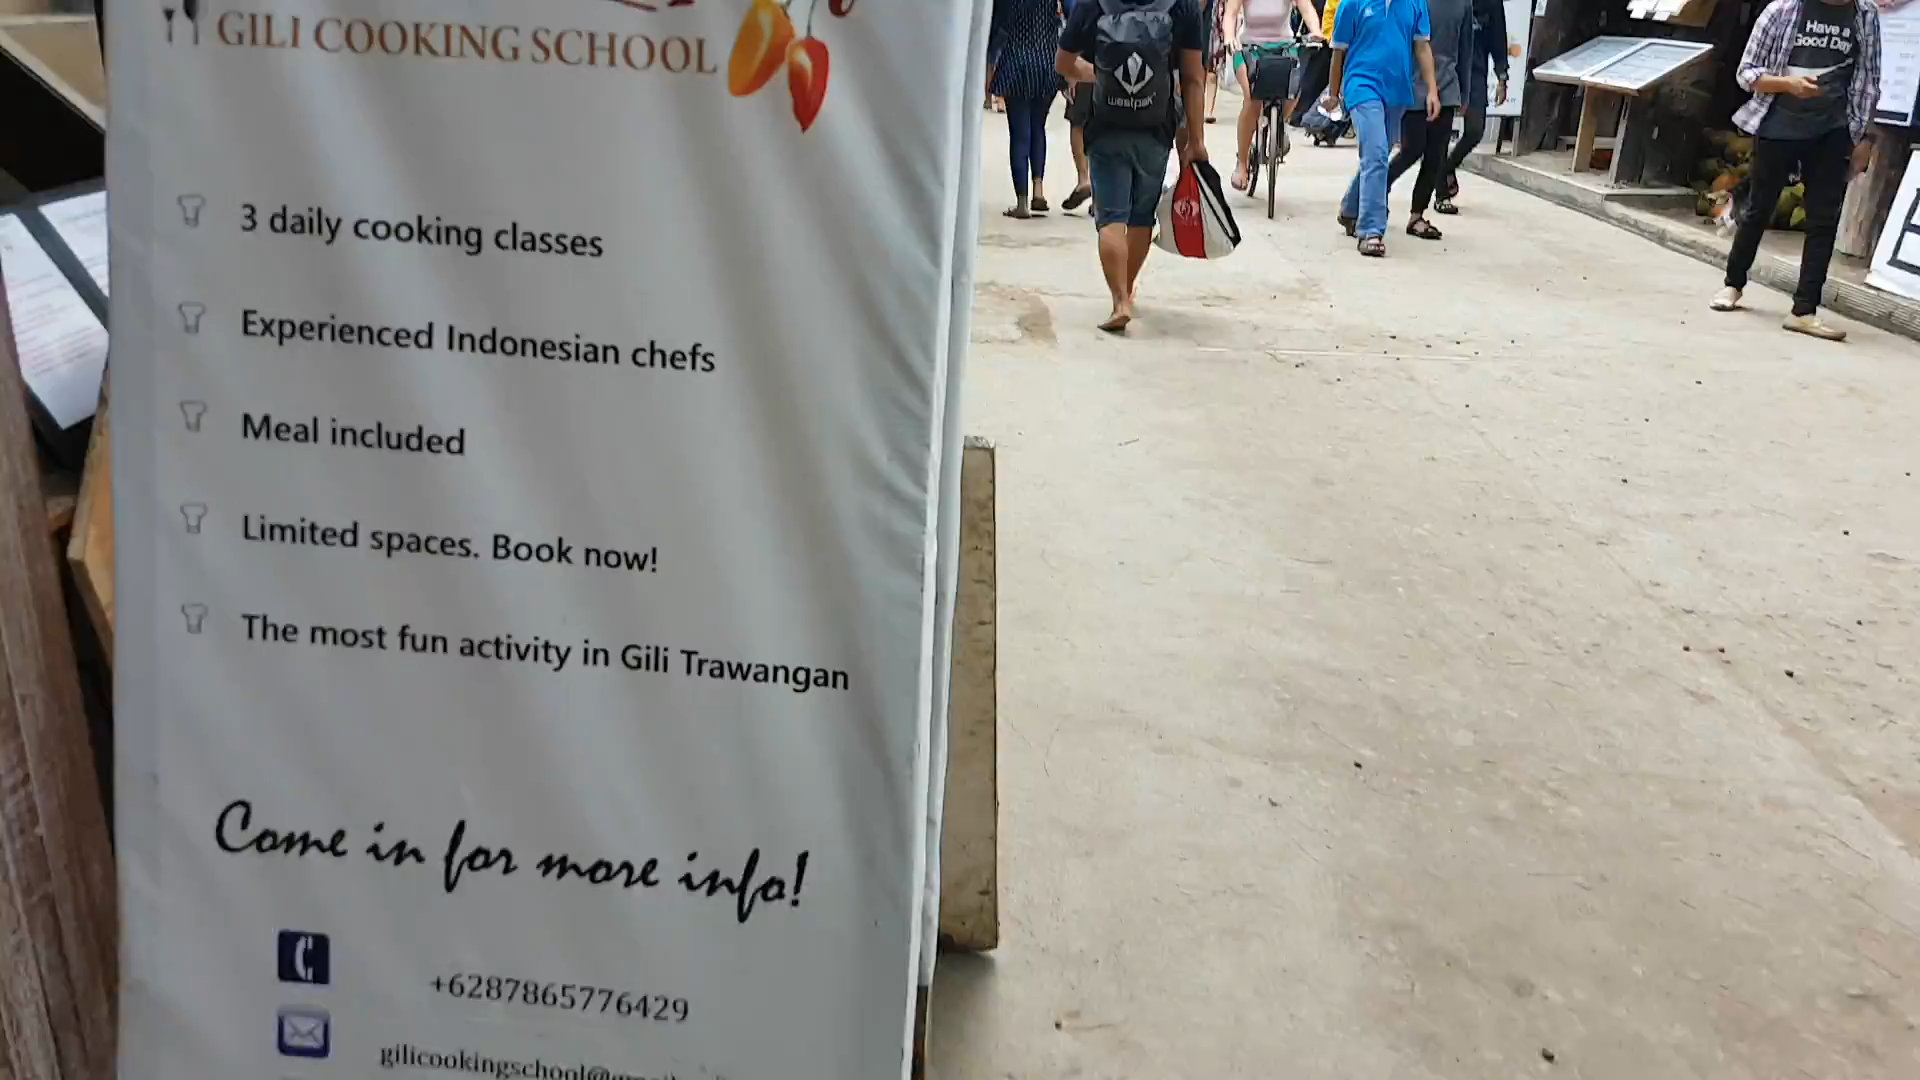 GILI COOKING SCHOOL
3 daily cooking classes
Experienced Indonesian chefs
Meal included
Limited spaces. Book now!
The most fun activity in Gili Trawangan
Come in for more info!
+6287865776429
westpak
Have a
Good Day